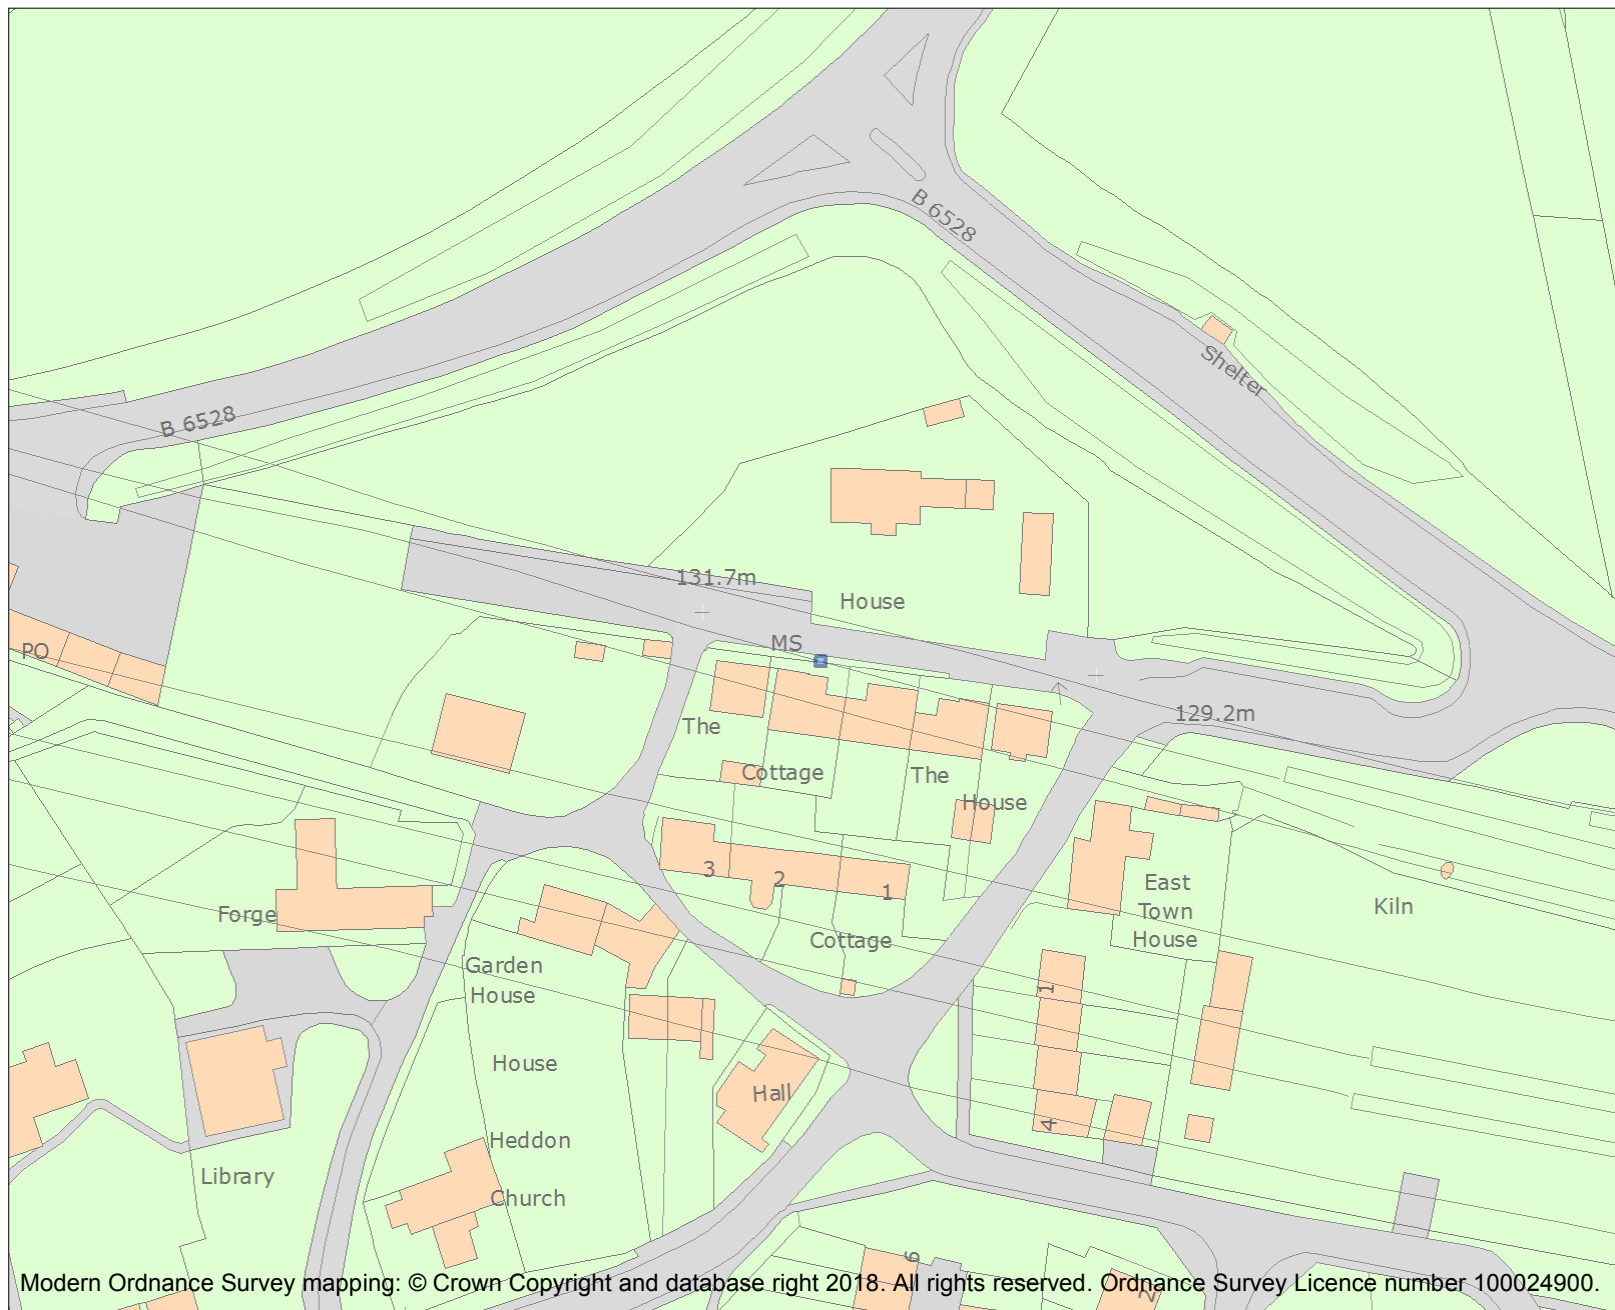 B 6528
Shelter
B 6528
131.7m
House
MS
PO
129.2m
The
Cottage
The
House
3
2
1
East
Town
House
Kiln
Forge
Cottage
Garden
House
1
House
Hall
4
Heddon
Library
Church
6
2
Modern Ordnance Survey mapping: © Crown Copyright and database right 2018. All rights reserved. Ordnance Survey Licence number 100024900.